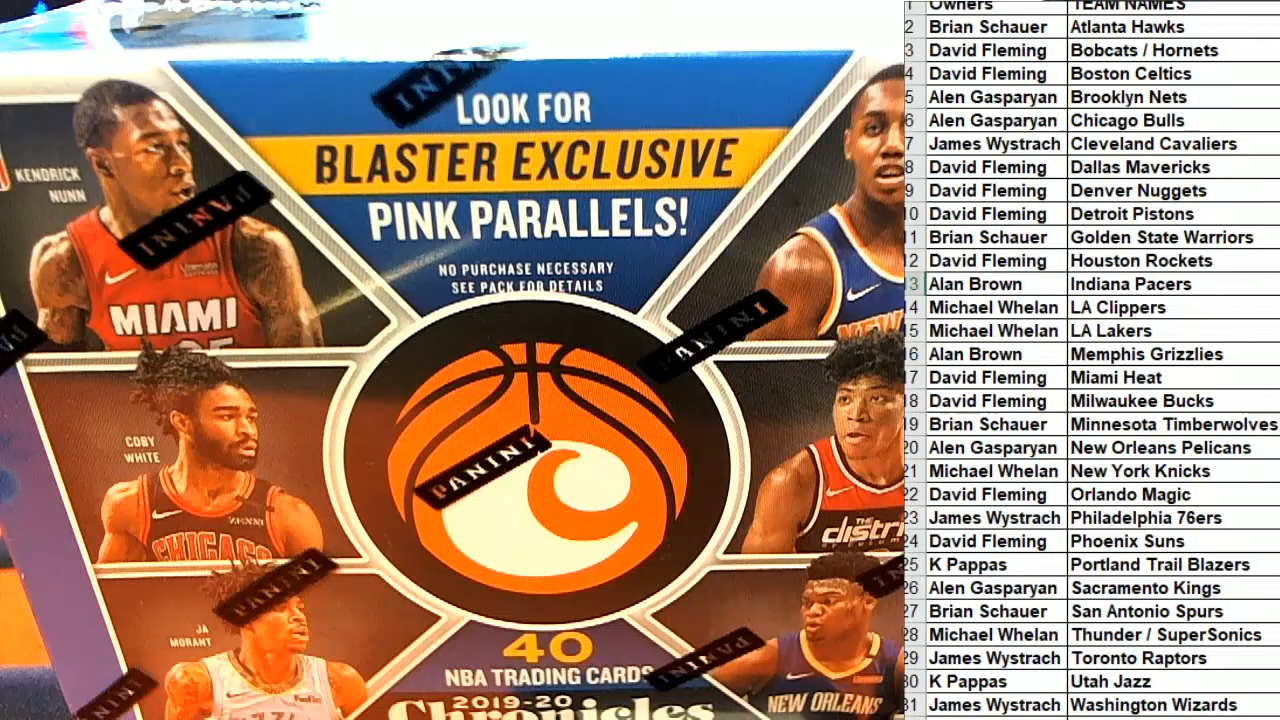 LOOK FOR
BLASTER EXCLUSIVE
PINK PARALLELS!
NO PURCHASE NECESSARY
SEE PACK FOR DETAILS
KENDRICK
NUNN
PANINI
MIAMI
PANINI
COBY
WHITE
PANINI
CHICAGO
PANINI
JA
MORANT
40
NBA TRADING CARDS
PANINI
NEW ORLEANS
2019-20
Chronicles
THE
1 Owners TEAM NAMES
2 Brian Schauer Atlanta Hawks
3 David Fleming Bobcats / Hornets
4 David Fleming Boston Celtics
5 Alen Gasparyan Brooklyn Nets
6 Alen Gasparyan Chicago Bulls
7 James Wystrach Cleveland Cavaliers
8 David Fleming Dallas Mavericks
9 David Fleming Denver Nuggets
10 David Fleming Detroit Pistons
11 Brian Schauer Golden State Warriors
12 David Fleming Houston Rockets
13 Alan Brown Indiana Pacers
14 Michael Whelan LA Clippers
15 Michael Whelan LA Lakers
16 Alan Brown Memphis Grizzlies
17 David Fleming Miami Heat
18 David Fleming Milwaukee Bucks
19 Brian Schauer Minnesota Timberwolves
20 Alen Gasparyan New Orleans Pelicans
21 Michael Whelan New York Knicks
22 David Fleming Orlando Magic
23 James Wystrach Philadelphia 76ers
24 David Fleming Phoenix Suns
25 K Pappas Portland Trail Blazers
26 Alen Gasparyan Sacramento Kings
27 Brian Schauer San Antonio Spurs
28 Michael Whelan Thunder / SuperSonics
29 James Wystrach Toronto Raptors
30 K Pappas Utah Jazz
31 James Wystrach Washington Wizards